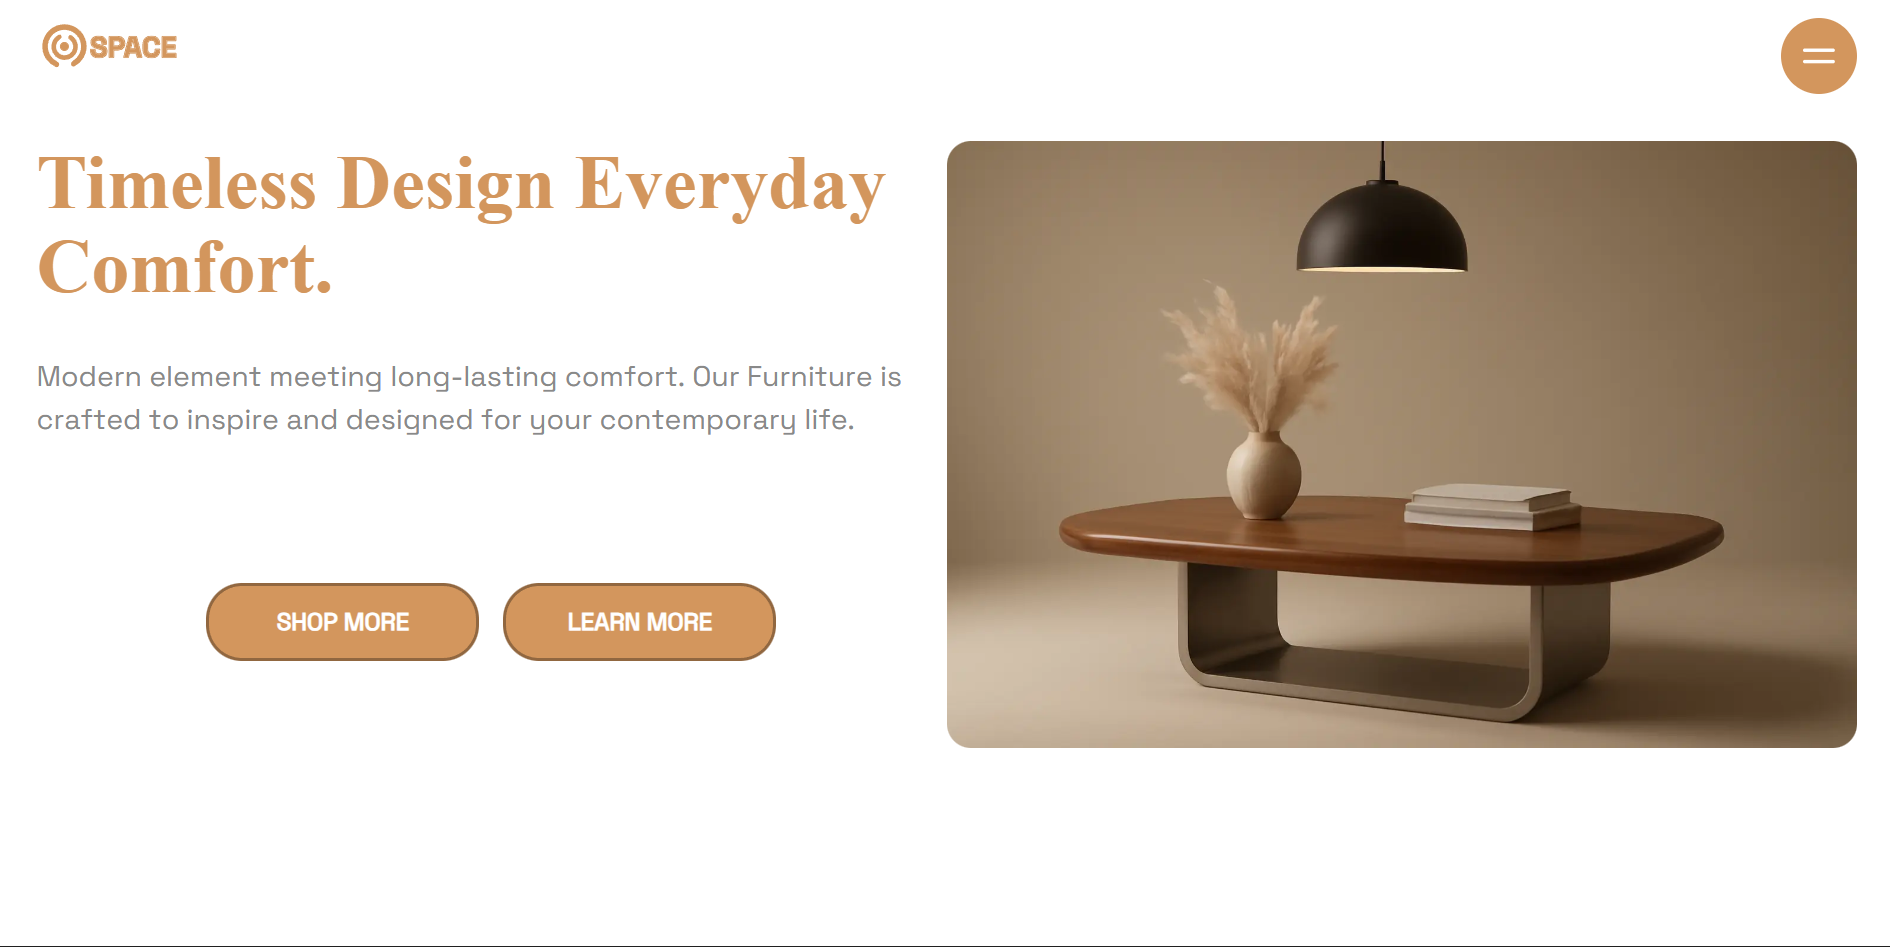 SPACE
Timeless Design Everyday
Comfort.
Modern element meeting long-lasting comfort. Our Furniture is
crafted to inspire and designed for your contemporary life.
SHOP MORE
LEARN MORE